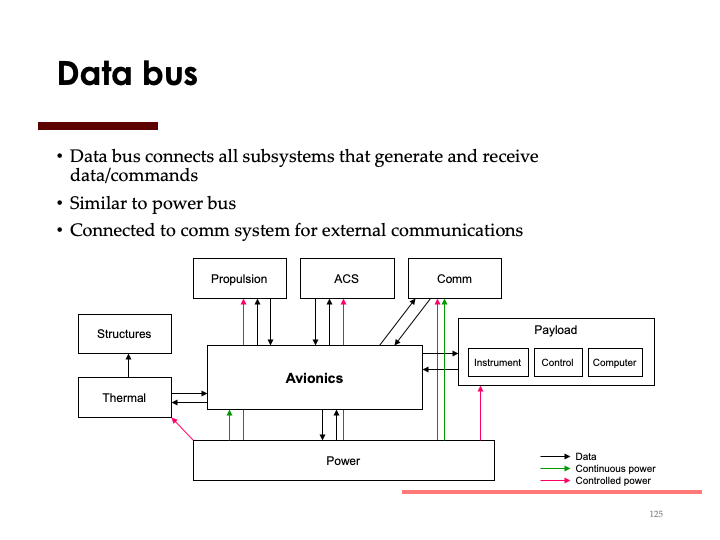 Data bus
• Data bus connects all subsystems that generate and receive
data/commands
• Similar to power bus
• Connected to comm system for external communications
Propulsion
ACS
Comm
Structures
Payload
Instrument
Control
Computer
Avionics
Thermal
Power
Data
Continuous power
Controlled power
125